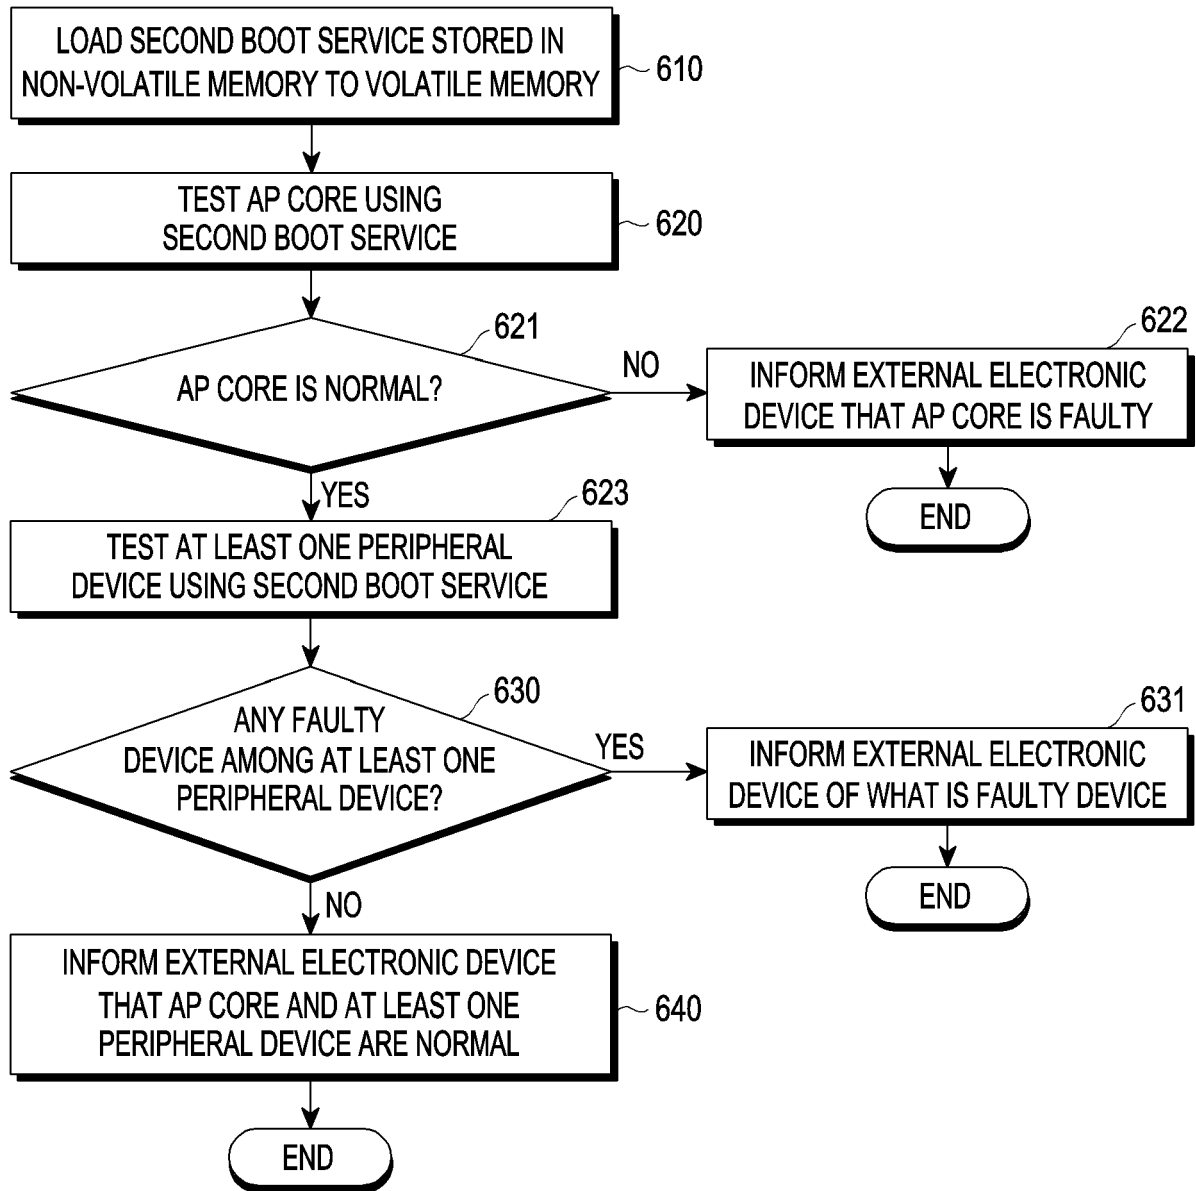 LOAD SECOND BOOT SERVICE STORED IN
NON-VOLATILE MEMORY TO VOLATILE MEMORY
610
TEST AP CORE USING
SECOND BOOT SERVICE
620
621
AP CORE IS NORMAL?
NO
622
INFORM EXTERNAL ELECTRONIC
DEVICE THAT AP CORE IS FAULTY
END
YES
623
TEST AT LEAST ONE PERIPHERAL
DEVICE USING SECOND BOOT SERVICE
630
ANY FAULTY
DEVICE AMONG AT LEAST ONE
PERIPHERAL DEVICE?
YES
631
INFORM EXTERNAL ELECTRONIC
DEVICE OF WHAT IS FAULTY DEVICE
END
NO
INFORM EXTERNAL ELECTRONIC DEVICE
THAT AP CORE AND AT LEAST ONE
PERIPHERAL DEVICE ARE NORMAL
640
END